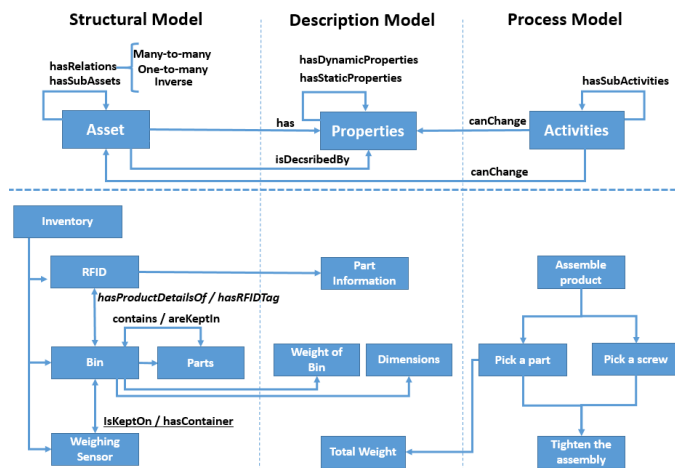 Structural Model
Description Model
Process Model
Many-to-many
hasRelations
One-to-many
hasSubAssets
Inverse
hasDynamicProperties
hasStaticProperties
hasSubActivities
Asset
has
Properties
canChange
Activities
isDecsribedBy
canChange
Inventory
RFID
Part
Information
Assemble
product
hasProductDetailsOf / hasRFIDTag
contains / areKeptIn
Bin
Parts
Weight of
Bin
Dimensions
Pick a part
Pick a screw
IsKeptOn / hasContainer
Weighing
Sensor
Total Weight
Tighten the
assembly